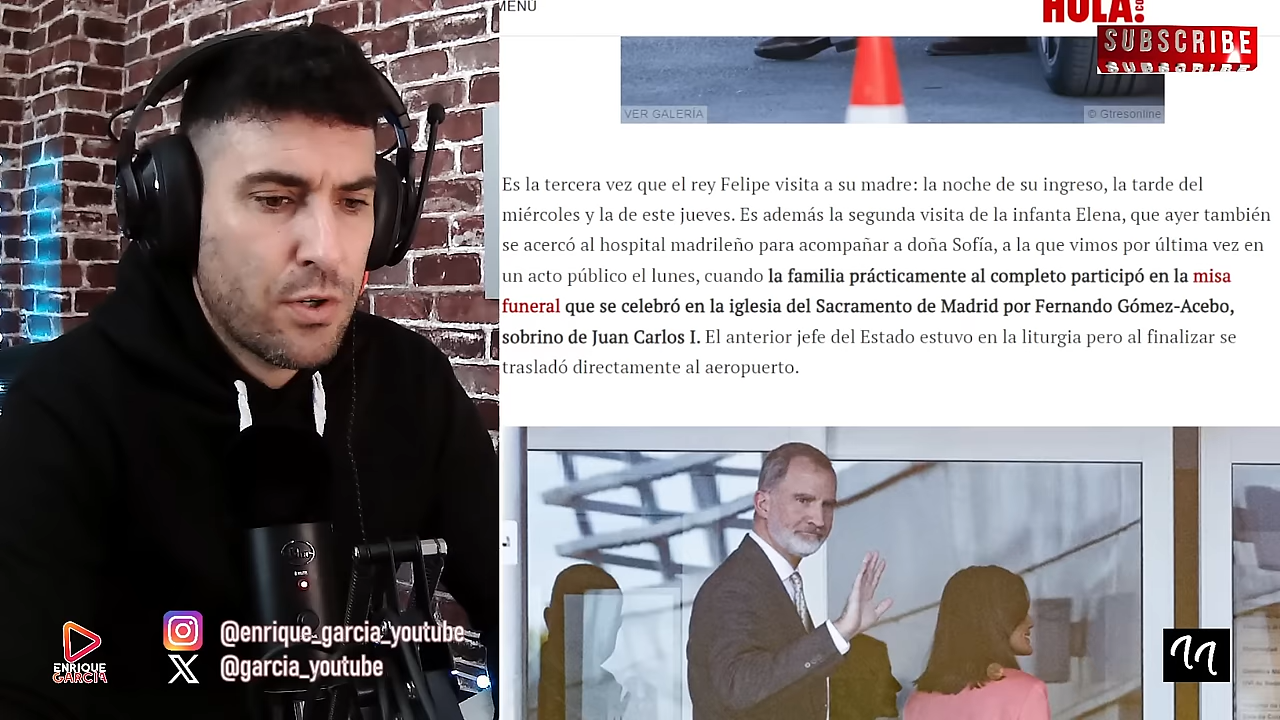 MENÚ
¡HOLA!
SUBSCRIBE
VER GALERÍA
© Gtresonline
Es la tercera vez que el rey Felipe visita a su madre: la noche de su ingreso, la tarde del
miércoles y la de este jueves. Es además la segunda visita de la infanta Elena, que ayer también
se acercó al hospital madrileño para acompañar a doña Sofía, a la que vimos por última vez en
un acto público el lunes, cuando la familia prácticamente al completo participó en la misa
funeral que se celebró en la iglesia del Sacramento de Madrid por Fernando Gómez-Acebo,
sobrino de Juan Carlos I. El anterior jefe del Estado estuvo en la liturgia pero al finalizar se
trasladó directamente al aeropuerto.
ENRIQUE
GARCIA
@enrique_garcia_youtube
@garcia_youtube